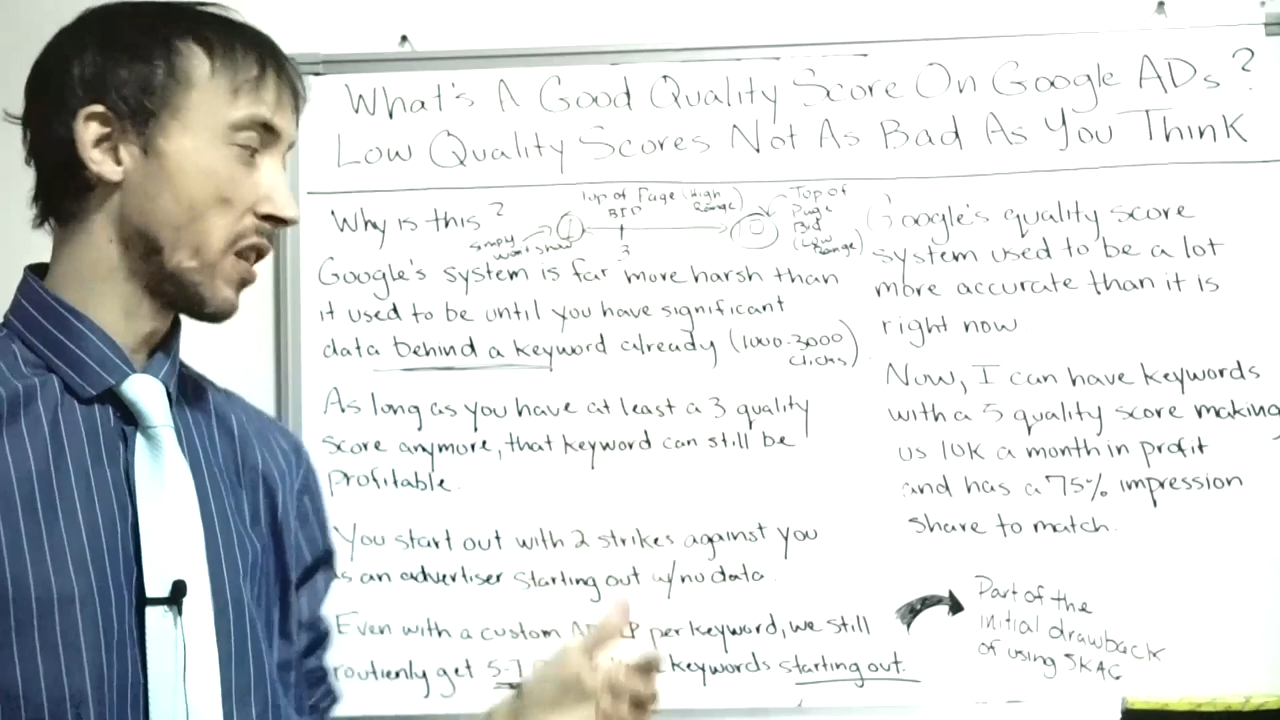 What's A Good Quality Score On Google ADs?
Low Quality Scores Not As Bad As You Think
Why is this?
Top of Page (High Range)
BID
1
3
Top of
Page
Bid
(Low
Range)
Simpy
won't show
Google's system is far more harsh than
it used to be until you have significant
data behind a keyword already (1000-3000
clicks)
As long as you have at least a 3 quality
score anymore, that keyword can still be
profitable.
You start out with 2 strikes against you
as an advertiser starting out w/no data.
Even with a custom per keyword, we still
routienly get 5-7 keywords starting out.
Google's quality score
system used to be a lot
more accurate than it is
right now
Now, I can have keywords
with a 5 quality score making
us 10K a month in profit
and has a 75% impression
share to match.
Part of the
initial drawback
of using SKAG